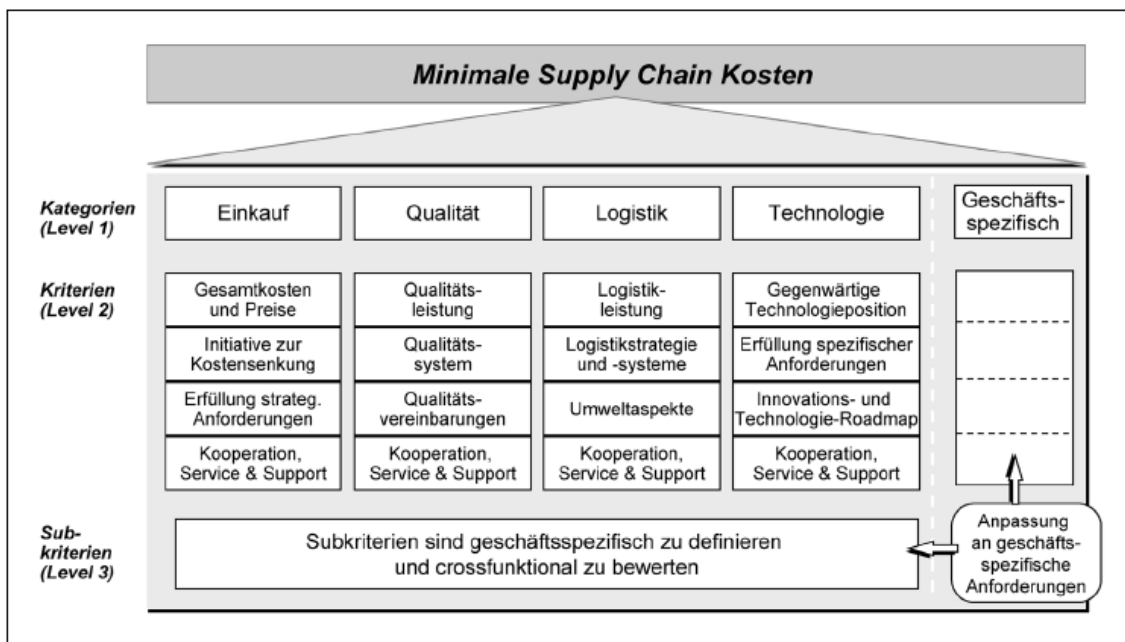 Minimale Supply Chain Kosten
Kategorien
(Level 1)
Einkauf
Qualität
Logistik
Technologie
Geschäfts-
spezifisch
Kriterien
(Level 2)
Gesamtkosten
und Preise
Qualitäts-
leistung
Logistik-
leistung
Gegenwärtige
Technologieposition
Initiative zur
Kostensenkung
Qualitäts-
system
Logistikstrategie
und -systeme
Erfüllung spezifischer
Anforderungen
Erfüllung strateg.
Anforderungen
Qualitäts-
vereinbarungen
Umweltaspekte
Innovations- und
Technologie-Roadmap
Kooperation,
Service & Support
Kooperation,
Service & Support
Kooperation,
Service & Support
Kooperation,
Service & Support
Sub-
kriterien
(Level 3)
Subkriterien sind geschäftsspezifisch zu definieren
und crossfunktional zu bewerten
Anpassung
an geschäfts-
spezifische
Anforderungen